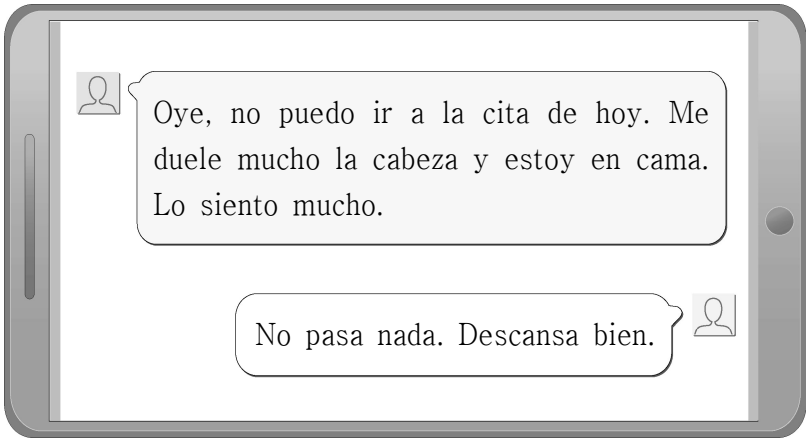 Oye, no puedo ir a la cita de hoy. Me
duele mucho la cabeza y estoy en cama.
Lo siento mucho.
No pasa nada. Descansa bien.